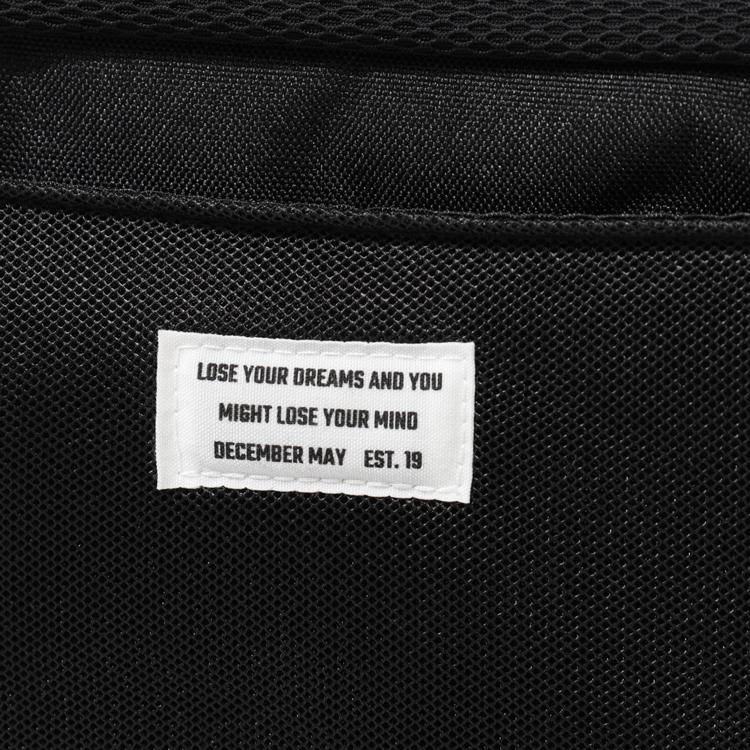 LOSE YOUR DREAMS AND YOU
MIGHT LOSE YOUR MIND
DECEMBER MAY EST. 19